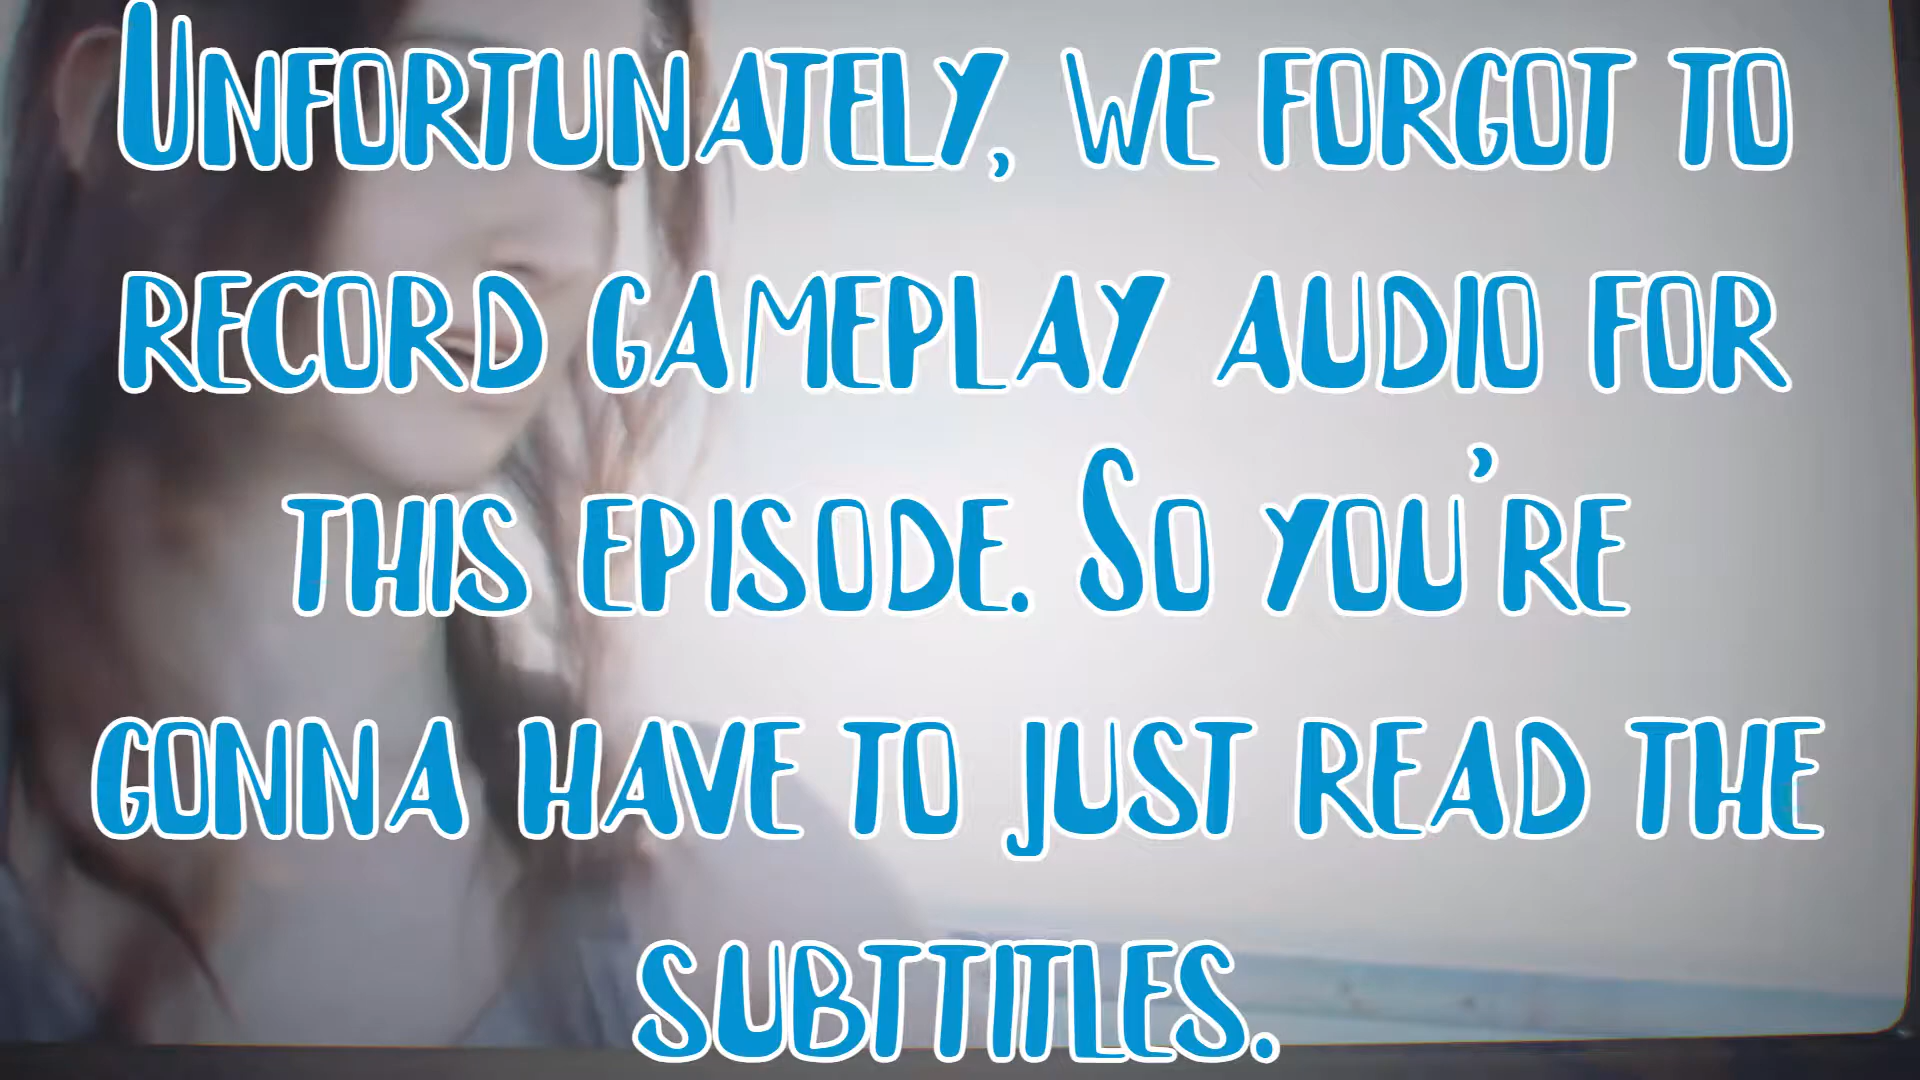 Unfortunately, we forgot to
record gameplay audio for
this episode. So you're
gonna have to just read the
subttitles.